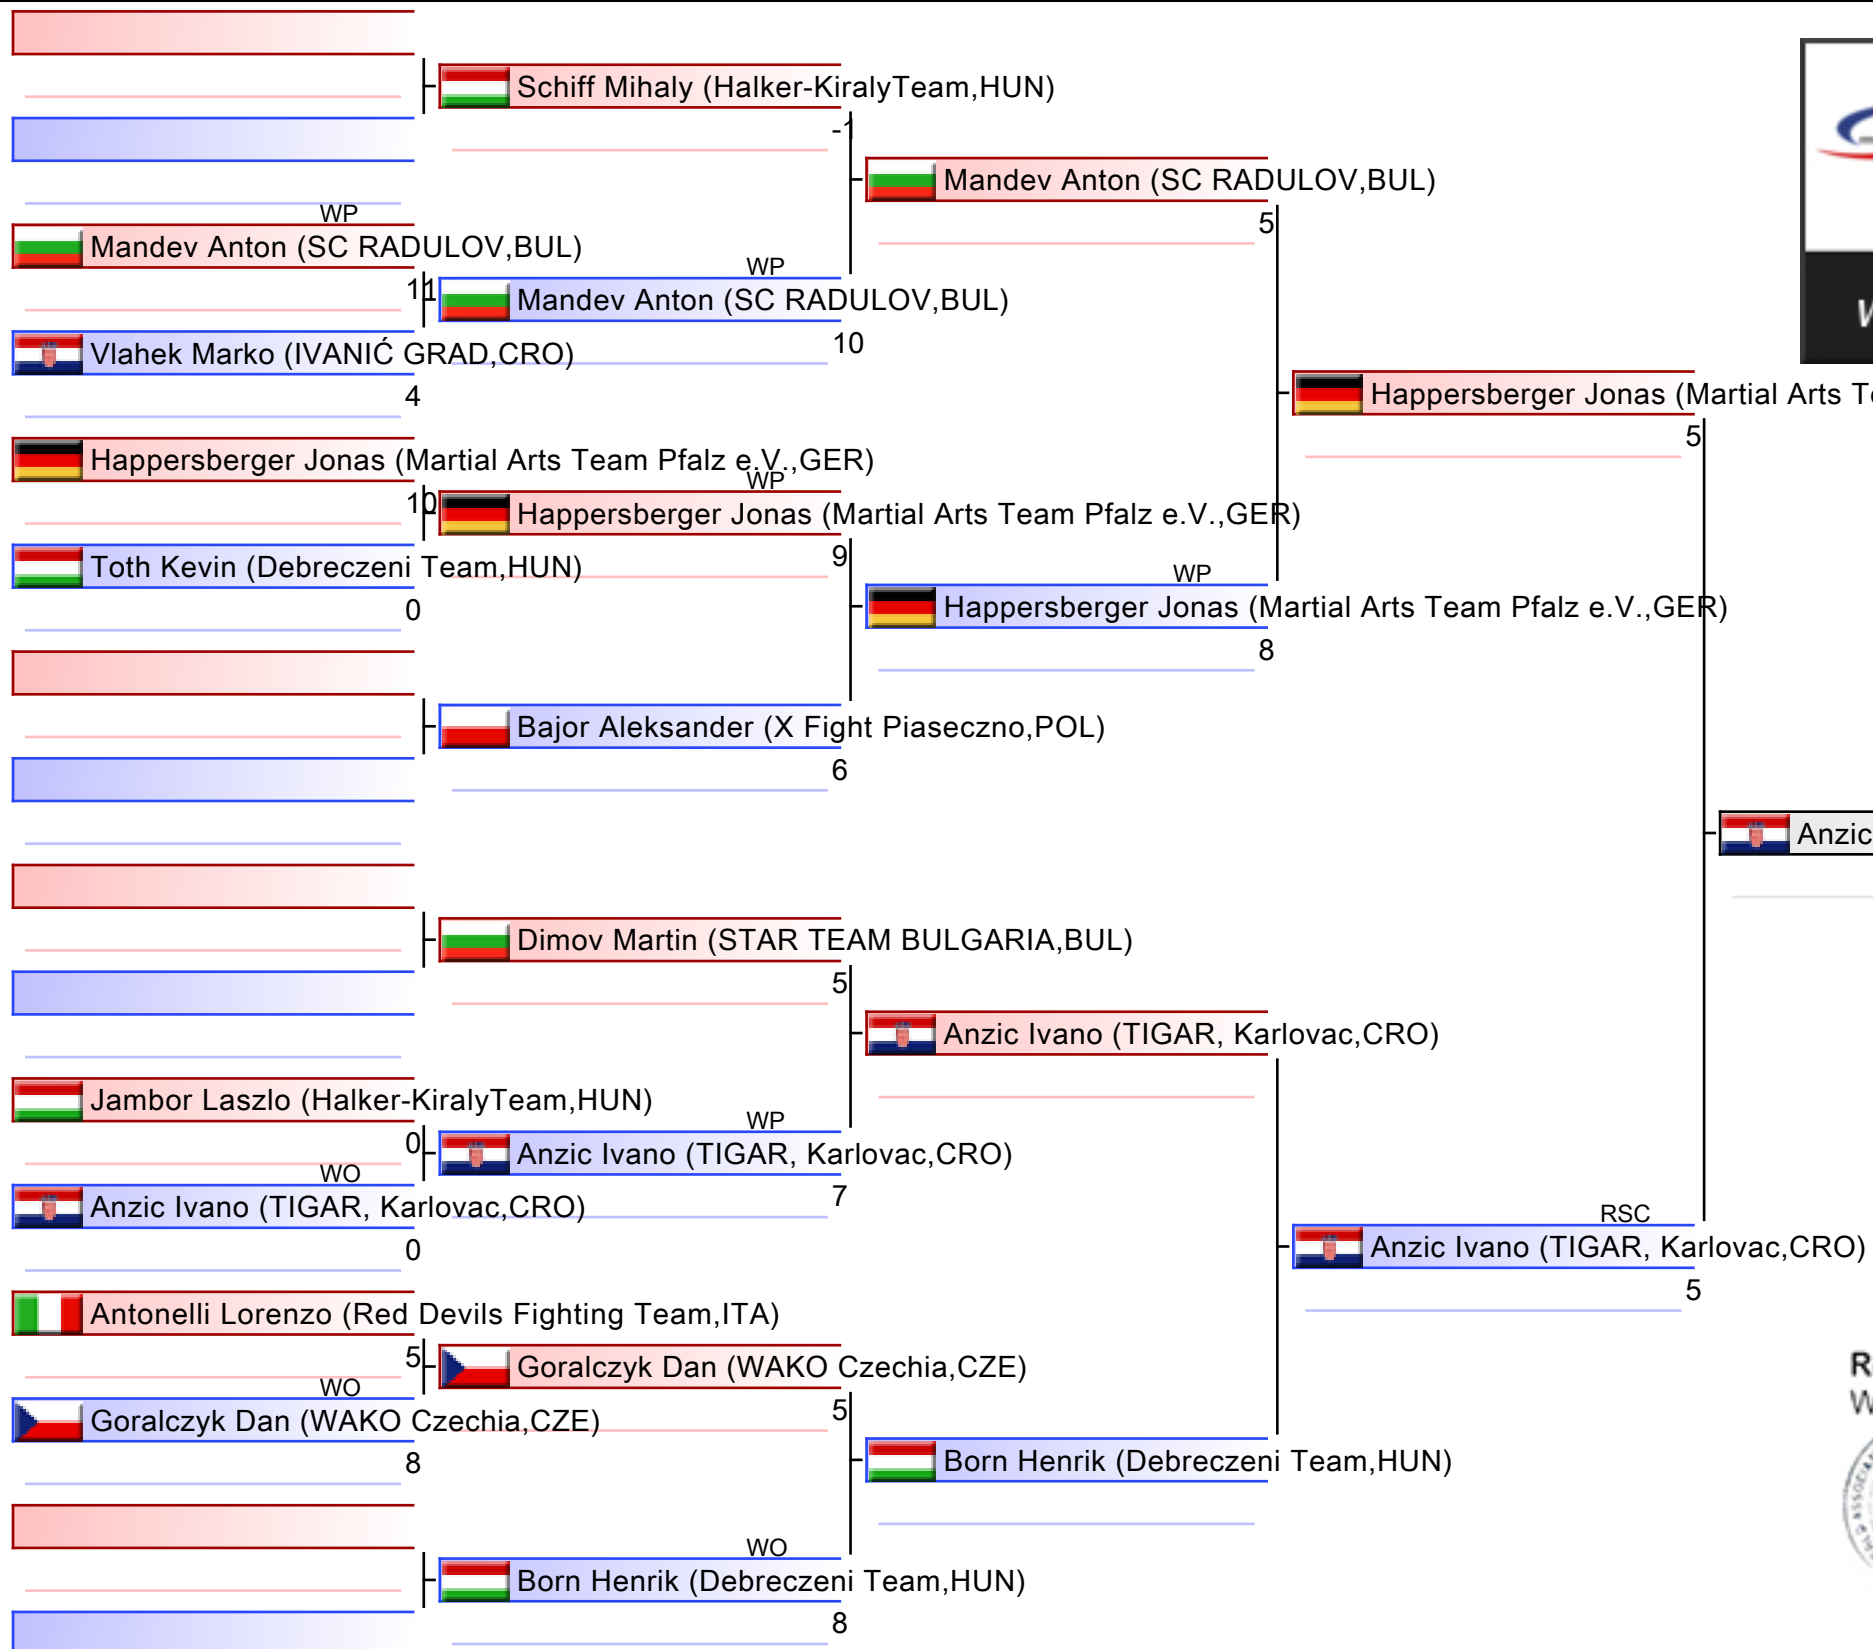 Schiff Mihaly (Halker-KiralyTeam,HUN)
-1
Mandev Anton (SC RADULOV,BUL)
5
WP
Mandev Anton (SC RADULOV,BUL)
11
WP
Mandev Anton (SC RADULOV,BUL)
10
Vlahek Marko (IVANIĆ GRAD,CRO)
4
Happersberger Jonas (Martial Arts
5
Happersberger Jonas (Martial Arts Team Pfalz e.V.,GER)
10
WP
Happersberger Jonas (Martial Arts Team Pfalz e.V.,GER)
9
Toth Kevin (Debreczeni Team,HUN)
0
WP
Happersberger Jonas (Martial Arts Team Pfalz e.V.,GER)
8
Bajor Aleksander (X Fight Piaseczno,POL)
6
Anzic
Dimov Martin (STAR TEAM BULGARIA,BUL)
5
Anzic Ivano (TIGAR, Karlovac,CRO)
Jambor Laszlo (Halker-KiralyTeam,HUN)
0
WP
Anzic Ivano (TIGAR, Karlovac,CRO)
7
WO
Anzic Ivano (TIGAR, Karlovac,CRO)
0
RSC
Anzic Ivano (TIGAR, Karlovac,CRO)
5
Antonelli Lorenzo (Red Devils Fighting Team,ITA)
5
Goralczyk Dan (WAKO Czechia,CZE)
5
WO
Goralczyk Dan (WAKO Czechia,CZE)
8
Born Henrik (Debreczeni Team,HUN)
WO
Born Henrik (Debreczeni Team,HUN)
8